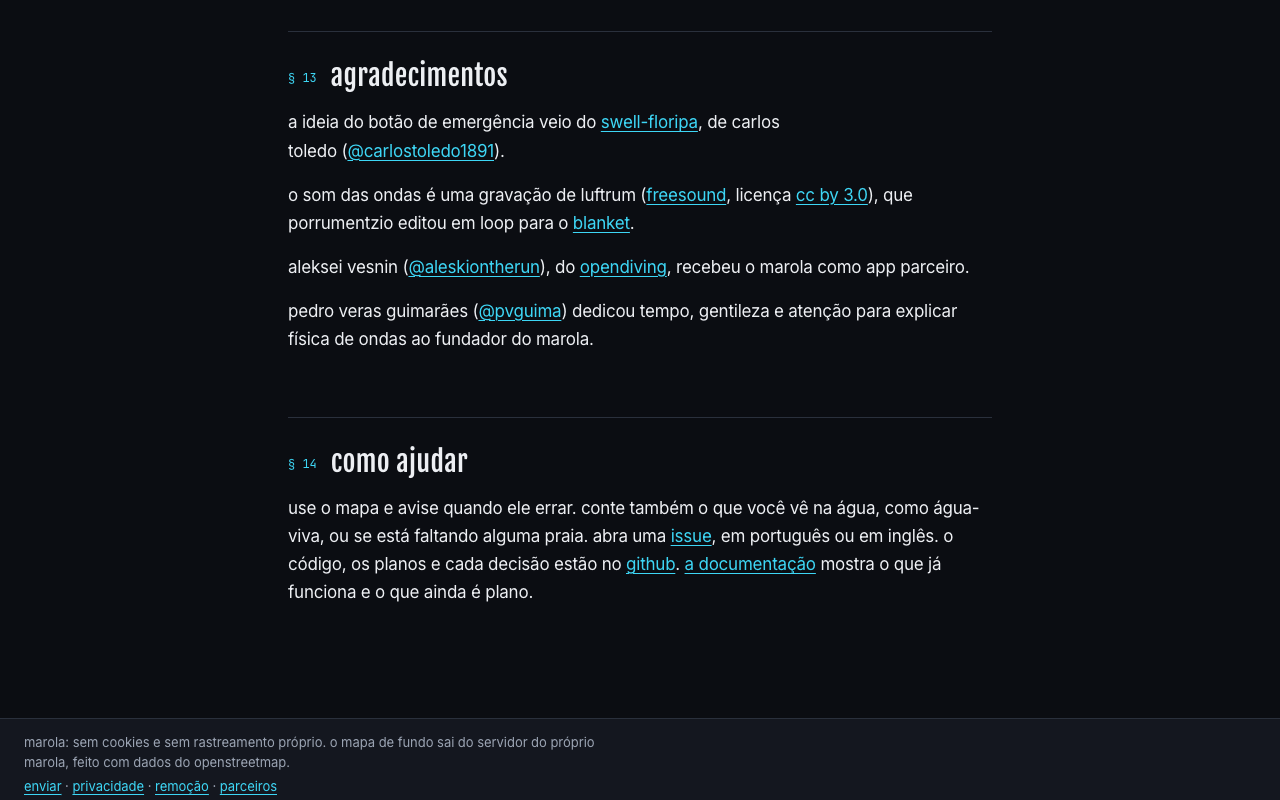 § 13 agradecimentos
a ideia do botão de emergência veio do swell-floripa, de carlos
toledo (@carlostoledo1891).
o som das ondas é uma gravação de luftrum (freesound, licença cc by 3.0), que
porrumentzio editou em loop para o blanket.
aleksei vesnin (@aleskiontherun), do opendiving, recebeu o marola como app parceiro.
pedro veras guimarães (@pvguima) dedicou tempo, gentileza e atenção para explicar
física de ondas ao fundador do marola.
§ 14 como ajudar
use o mapa e avise quando ele errar. conte também o que você vê na água, como água-
viva, ou se está faltando alguma praia. abra uma issue, em português ou em inglês. o
código, os planos e cada decisão estão no github. a documentação mostra o que já
funciona e o que ainda é plano.
marola: sem cookies e sem rastreamento próprio. o mapa de fundo sai do servidor do próprio
marola, feito com dados do openstreetmap.
enviar · privacidade · remoção · parceiros